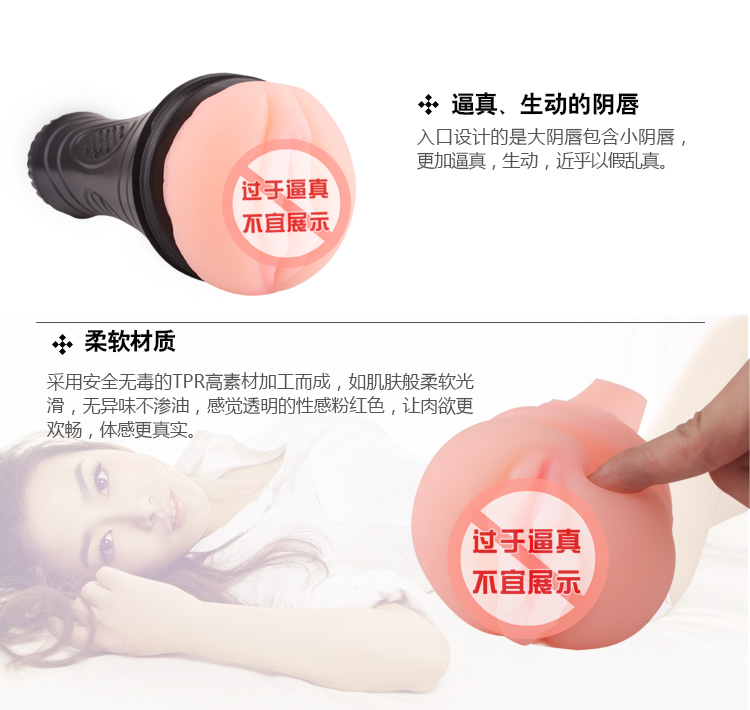 逼真、生动的阴唇
入口设计的是大阴唇包含小阴唇，
更加逼真，生动，近乎以假乱真。
过于逼真
不宜展示
柔软材质
采用安全无毒的TPR高素材加工而成，如肌肤般柔软光
滑，无异味不渗油，感觉透明的性感粉红色，让肉欲更
欢畅，体感更真实。
过于逼真
不宜展示